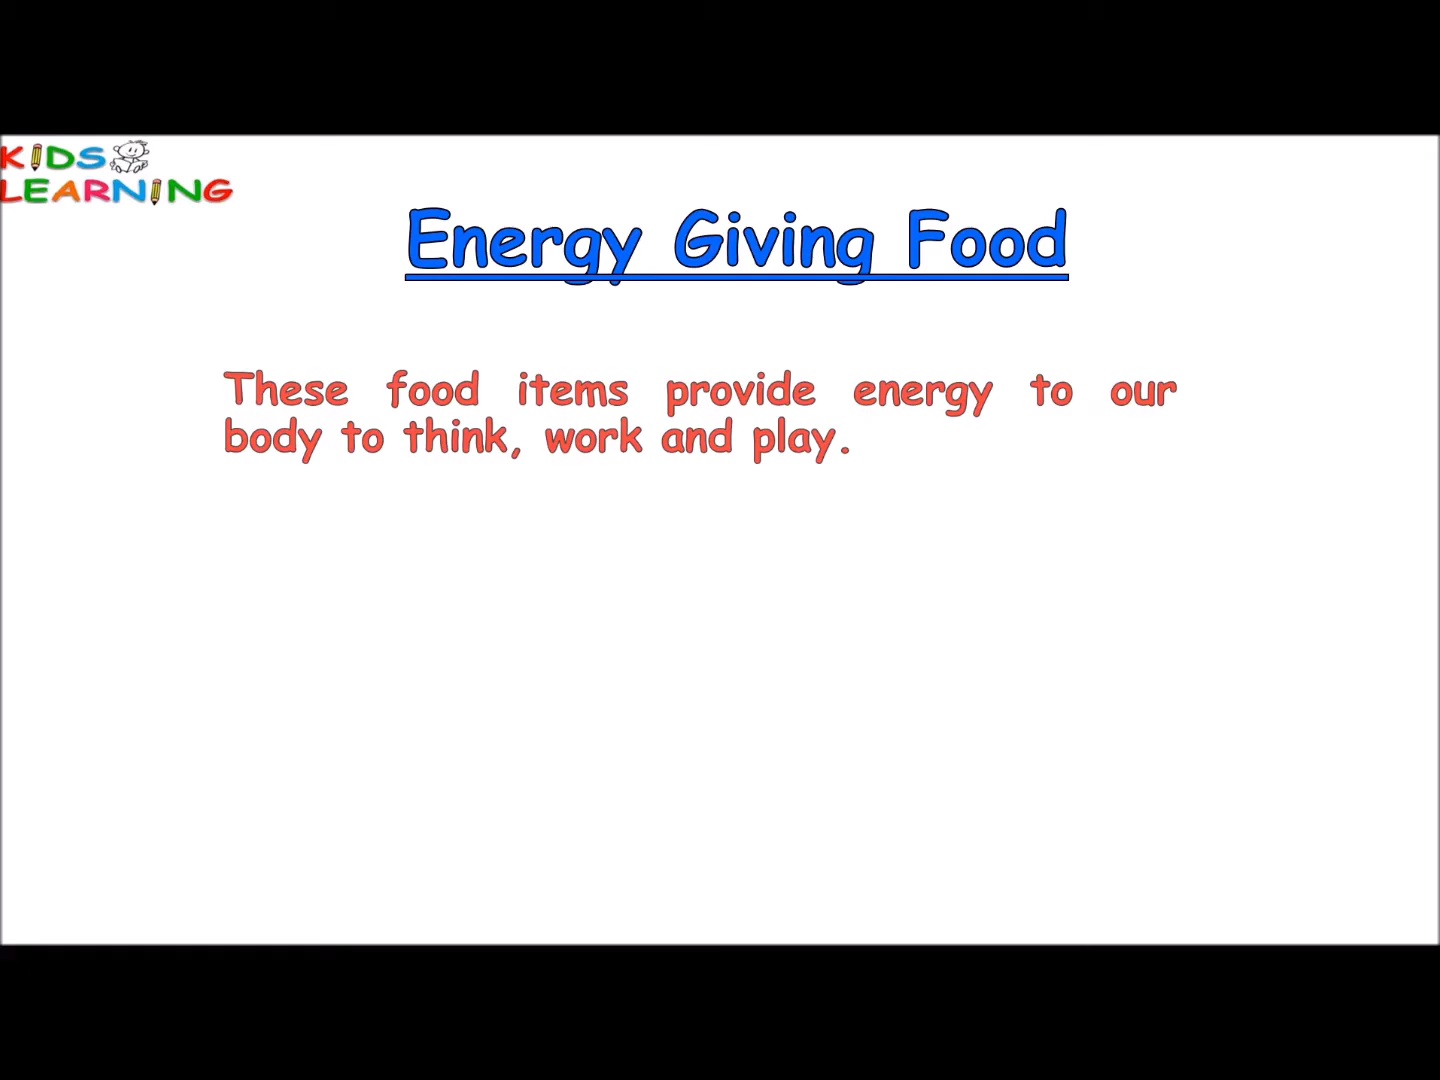 KIDS
LEARNING
Energy Giving Food
These food items provide energy to our
body to think, work and play.